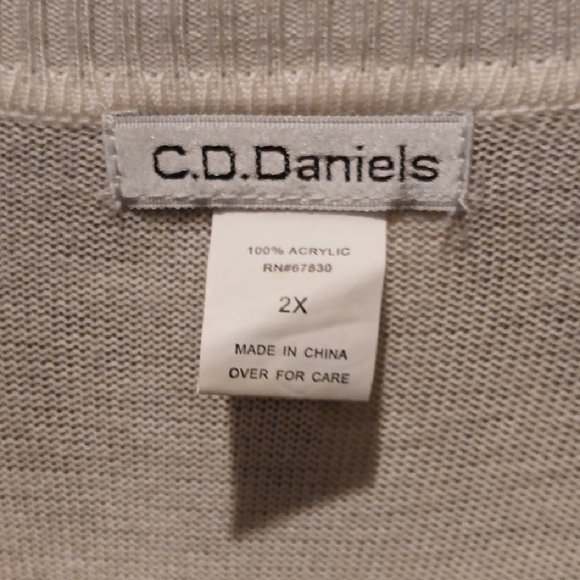 C.D.Daniels
100% ACRYLIC
RN#67830
2X
MADE IN CHINA
OVER FOR CARE